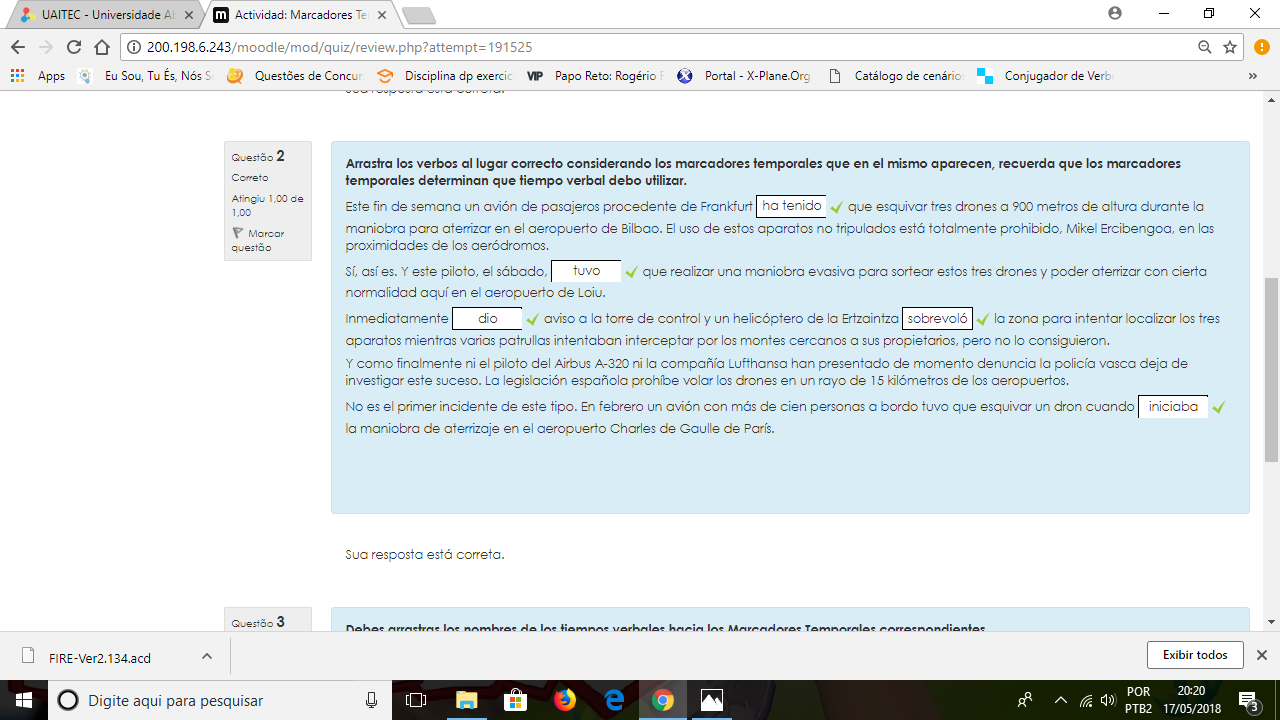 UAITEC - Universidade Ab
Actividad: Marcadores Te
200.198.6.243/moodle/mod/quiz/review.php?attempt=191525
Apps
Eu Sou, Tu És, Nós S
Questões de Concur
Disciplina dp exercic
VIP Papo Reto: Rogério F
Portal - X-Plane.Org
Catálogo de cenário
Conjugador de Verb
»
Sua resposta está correta.
Questão 2
Correto
Atingiu 1,00 de
1,00
Marcar
questão
Arrastra los verbos al lugar correcto considerando los marcadores temporales que en el mismo aparecen, recuerda que los marcadores
temporales determinan que tiempo verbal debo utilizar.
Este fin de semana un avión de pasajeros procedente de Frankfurt ha tenido que esquivar tres drones a 900 metros de altura durante la
maniobra para aterrizar en el aeropuerto de Bilbao. El uso de estos aparatos no tripulados está totalmente prohibido, Mikel Ercibengoa, en las
proximidades de los aeródromos.
Sí, así es. Y este piloto, el sábado, tuvo que realizar una maniobra evasiva para sortear estos tres drones y poder aterrizar con cierta
normalidad aquí en el aeropuerto de Loiu.
Inmediatamente dio aviso a la torre de control y un helicóptero de la Ertzaintza sobrevoló la zona para intentar localizar los tres
aparatos mientras varias patrullas intentaban interceptar por los montes cercanos a sus propietarios, pero no lo consiguieron.
Y como finalmente ni el piloto del Airbus A-320 ni la compañía Lufthansa han presentado de momento denuncia la policía vasca deja de
investigar este suceso. La legislación española prohíbe volar los drones en un rayo de 15 kilómetros de los aeropuertos.
No es el primer incidente de este tipo. En febrero un avión con más de cien personas a bordo tuvo que esquivar un dron cuando iniciaba
la maniobra de aterrizaje en el aeropuerto Charles de Gaulle de París.
Sua resposta está correta.
Questão 3
Debes arrastras los nombres de los tiempos verbales hacia los Marcadores Temporales correspondientes
FIRE-Ver2.134.acd
Exibir todos
Digite aqui para pesquisar
POR
PTB2
20:20
17/05/2018
3